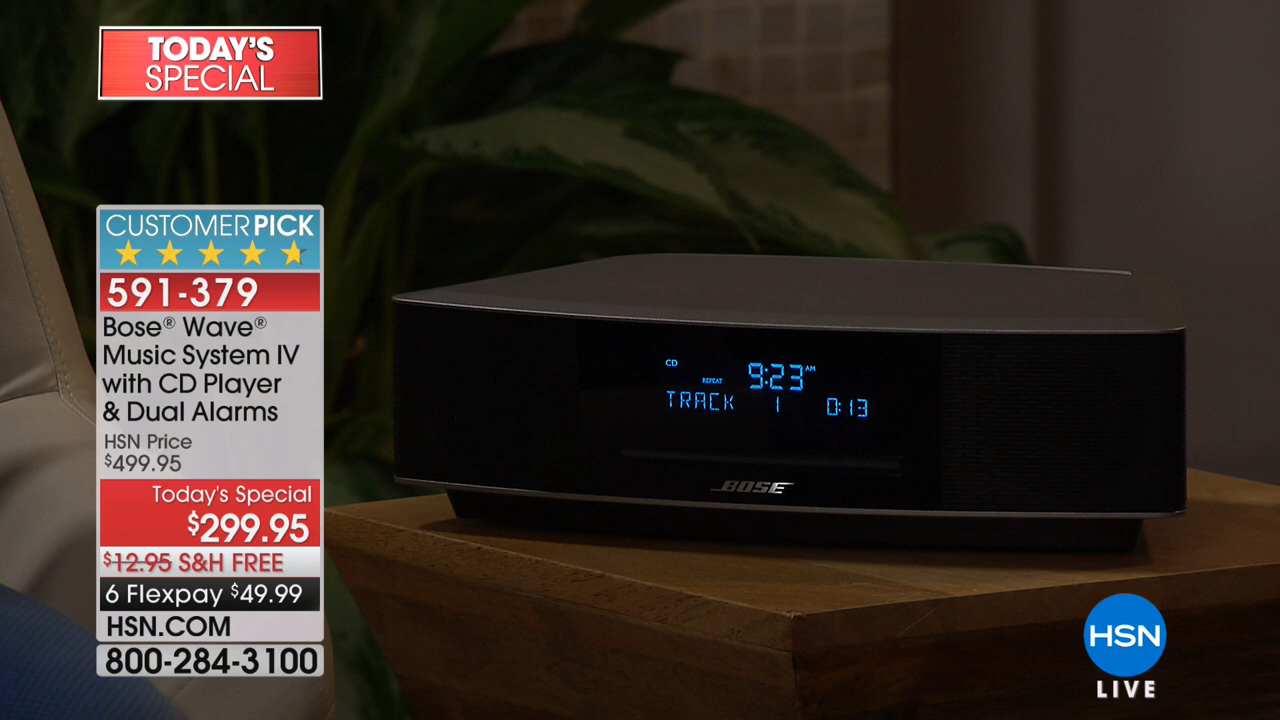 TODAY'S
SPECIAL
CUSTOMER PICK
591-379
Bose® Wave®
Music System IV
with CD Player
& Dual Alarms
HSN Price
$499.95
Today's Special
$299.95
$12.95 S&H FREE
6 Flexpay $49.99
HSN.COM
800-284-3100
CD
REPEAT
9:23 AM
TRACK 1 0:13
BOSE
HSN
LIVE